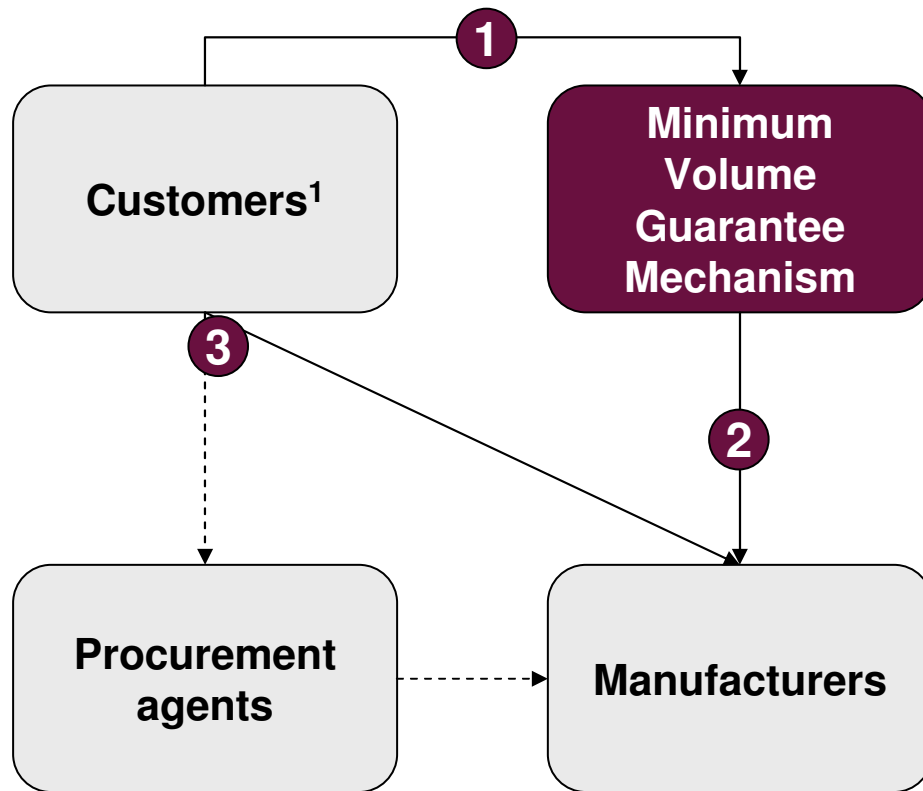 1
Customers¹
Minimum
Volume
Guarantee
Mechanism
3
2
Procurement
agents
Manufacturers